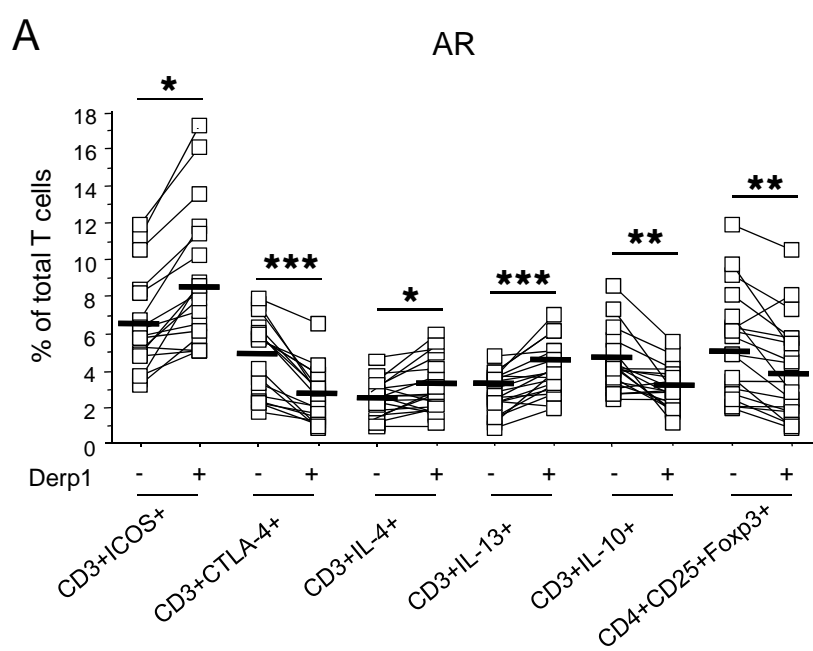 A
AR
*
***
*
***
**
**
% of total T cells
18
16
14
12
10
8
6
4
2
0
Derp1 - + - + - + - + - + - +
CD3+ICOS+
CD3+CTLA-4+
CD3+IL-4+
CD3+IL-13+
CD3+IL-10+
CD4+CD25+Foxp3+